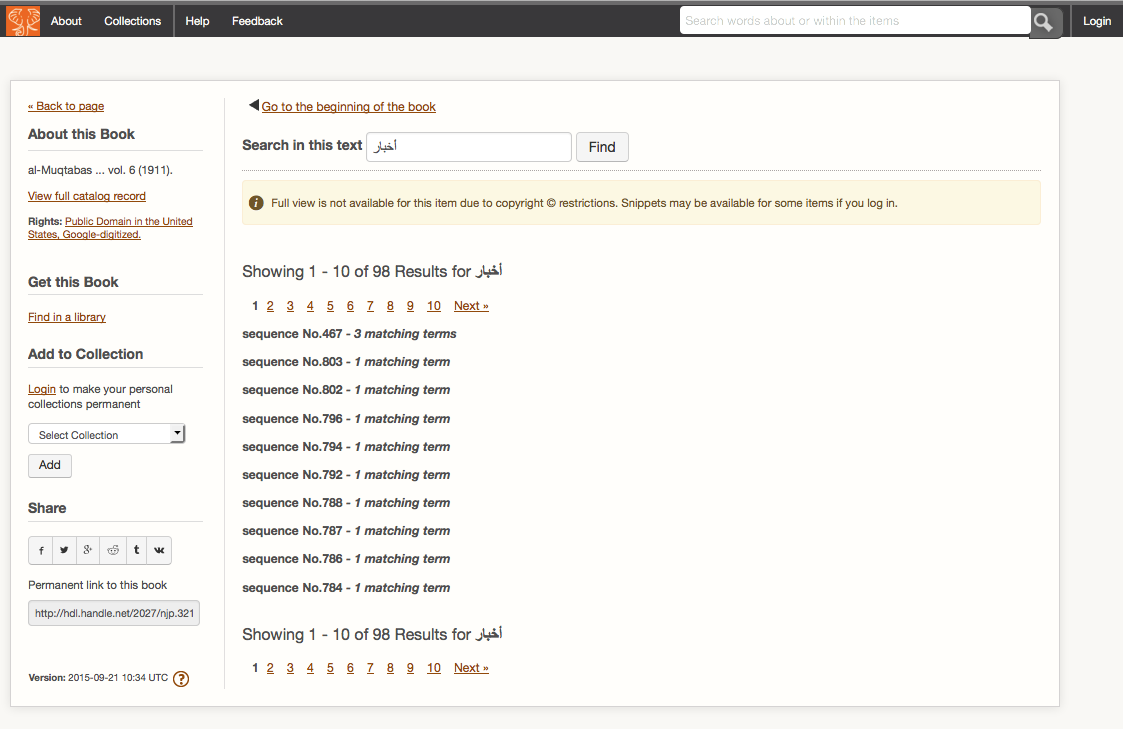 About Collections Help Feedback Search words about or within the items Login
« Back to page
About this Book
al-Muqtabas ... vol. 6 (1911).
View full catalog record
Rights: Public Domain in the United
States, Google-digitized.
Get this Book
Find in a library
Add to Collection
Login to make your personal
collections permanent
Select Collection
Add
Share
Permanent link to this book
http://hdl.handle.net/2027/njp.321
Version: 2015-09-21 10:34 UTC ?
Go to the beginning of the book
Search in this text أخبار Find
Full view is not available for this item due to copyright © restrictions. Snippets may be available for some items if you log in.
Showing 1 - 10 of 98 Results for أخبار
1 2 3 4 5 6 7 8 9 10 Next »
sequence No.467 - 3 matching terms
sequence No.803 - 1 matching term
sequence No.802 - 1 matching term
sequence No.796 - 1 matching term
sequence No.794 - 1 matching term
sequence No.792 - 1 matching term
sequence No.788 - 1 matching term
sequence No.787 - 1 matching term
sequence No.786 - 1 matching term
sequence No.784 - 1 matching term
Showing 1 - 10 of 98 Results for أخبار
1 2 3 4 5 6 7 8 9 10 Next »